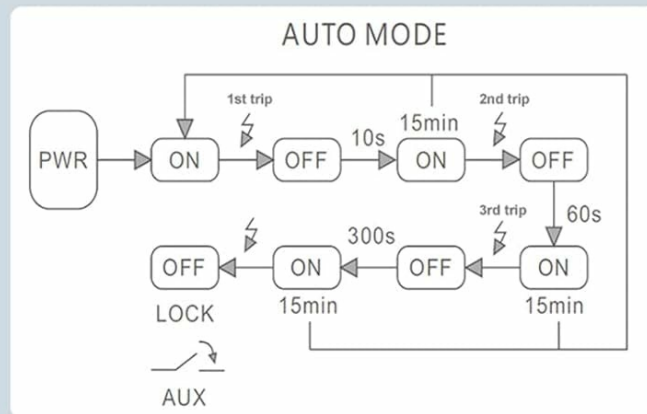 AUTO MODE
1st trip
2nd trip
10s
15min
PWR
ON
OFF
ON
OFF
3rd trip
60s
300s
OFF
ON
OFF
ON
LOCK
15min
15min
AUX